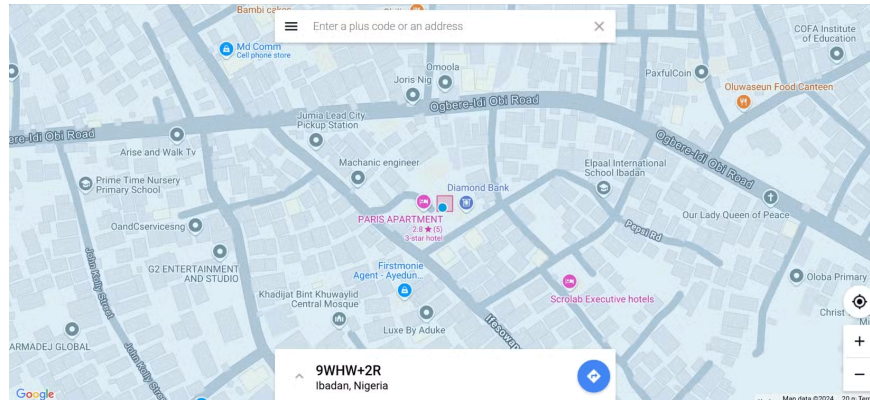 Bambi cakes
Enter a plus code or an address
COFA Institute
of Education
Md Comm
Cell phone store
Omoola
Joris Nig
PaxfulCoin
Oluwaseun Food Canteen
Ogbere-Idi Obi Road
Jumia Lead City
Pickup Station
ere-Idi Obi Road
Ogbere-Idi Obi Road
Arise and Walk Tv
Machanic engineer
Elpaal International
School Ibadan
Prime Time Nursery
Primary School
Diamond Bank
PARIS APARTMENT
2.8 ★ (5)
3-star hotel
Our Lady Queen of Peace
OandCservicesng
Pepsi Rd
John Kolly Street
G2 ENTERTAINMENT
AND STUDIO
Firstmonie
Agent - Ayedun...
Oloba Primary
Khadijat Bint Khuwaylid
Central Mosque
Scrolab Executive hotels
Christ
Luxe By Aduke
Ifesowap
ARMADEJ GLOBAL
John Kolly Street
9WHW+2R
Ibadan, Nigeria
Google
Map data ©2024